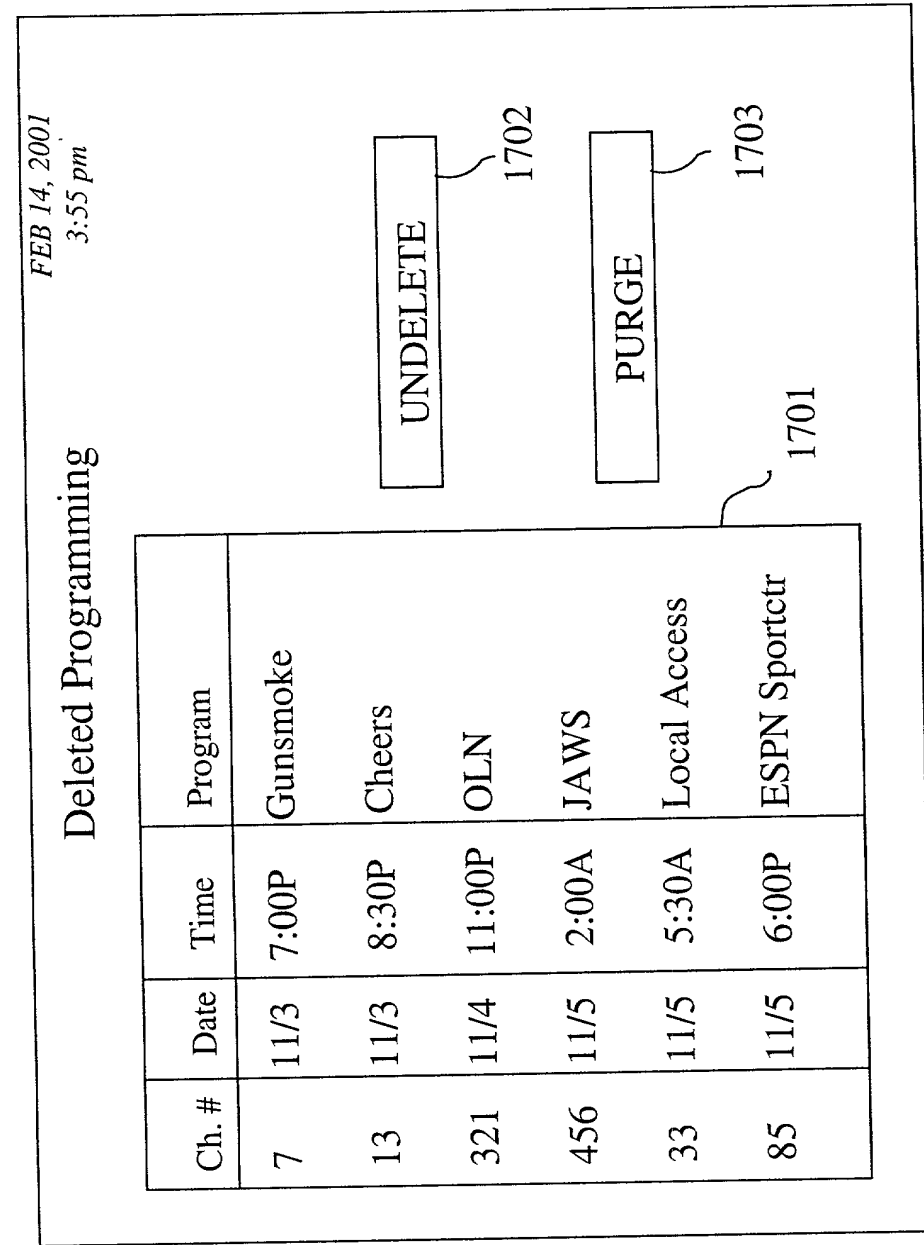 FEB 14, 2001
3:55 pm
Deleted Programming
Ch. # Date Time Program
7 11/3 7:00P Gunsmoke
13 11/3 8:30P Cheers
321 11/4 11:00P OLN
456 11/5 2:00A JAWS
33 11/5 5:30A Local Access
85 11/5 6:00P ESPN Sportctr
UNDELETE
1702
PURGE
1703
1701